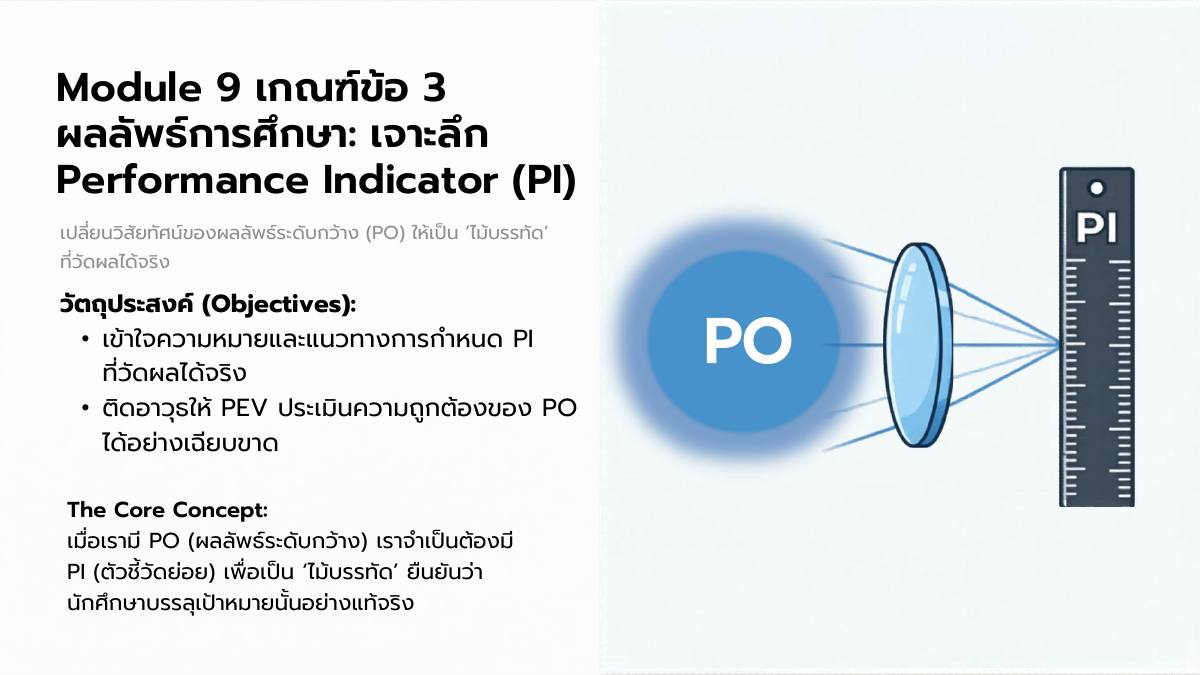 Module 9 เกณฑ์ข้อ 3
ผลลัพธ์การศึกษา: เจาะลึก
Performance Indicator (PI)
เปลี่ยนวิสัยทัศน์ของผลลัพธ์ระดับกว้าง (PO) ให้เป็น ‘ไม้บรรทัด’
ที่วัดผลได้จริง
วัตถุประสงค์ (Objectives):
• เข้าใจความหมายและแนวทางการกำหนด PI
ที่วัดผลได้จริง
• ติดอาวุธให้ PEV ประเมินความถูกต้องของ PO
ได้อย่างเฉียบขาด
The Core Concept:
เมื่อเรามี PO (ผลลัพธ์ระดับกว้าง) เราจำเป็นต้องมี
PI (ตัวชี้วัดย่อย) เพื่อเป็น ‘ไม้บรรทัด’ ยืนยันว่า
นักศึกษาบรรลุเป้าหมายนั้นอย่างแท้จริง
PO
PI